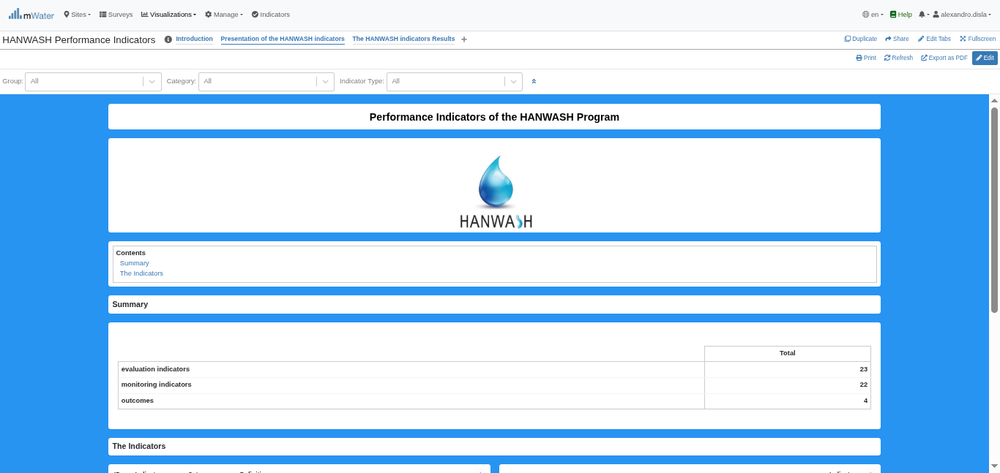 mWater Sites Surveys Visualizations Manage Indicators en Help alexandro.disla
HANWASH Performance Indicators Introduction Presentation of the HANWASH indicators The HANWASH indicators Results + Duplicate Share Edit Tabs Fullscreen
Print Refresh Export as PDF Edit
Group: All Category: All Indicator Type: All
Performance Indicators of the HANWASH Program
HANWASH
Contents
Summary
The Indicators
Summary
Total
evaluation indicators 23
monitoring indicators 22
outcomes 4
The Indicators